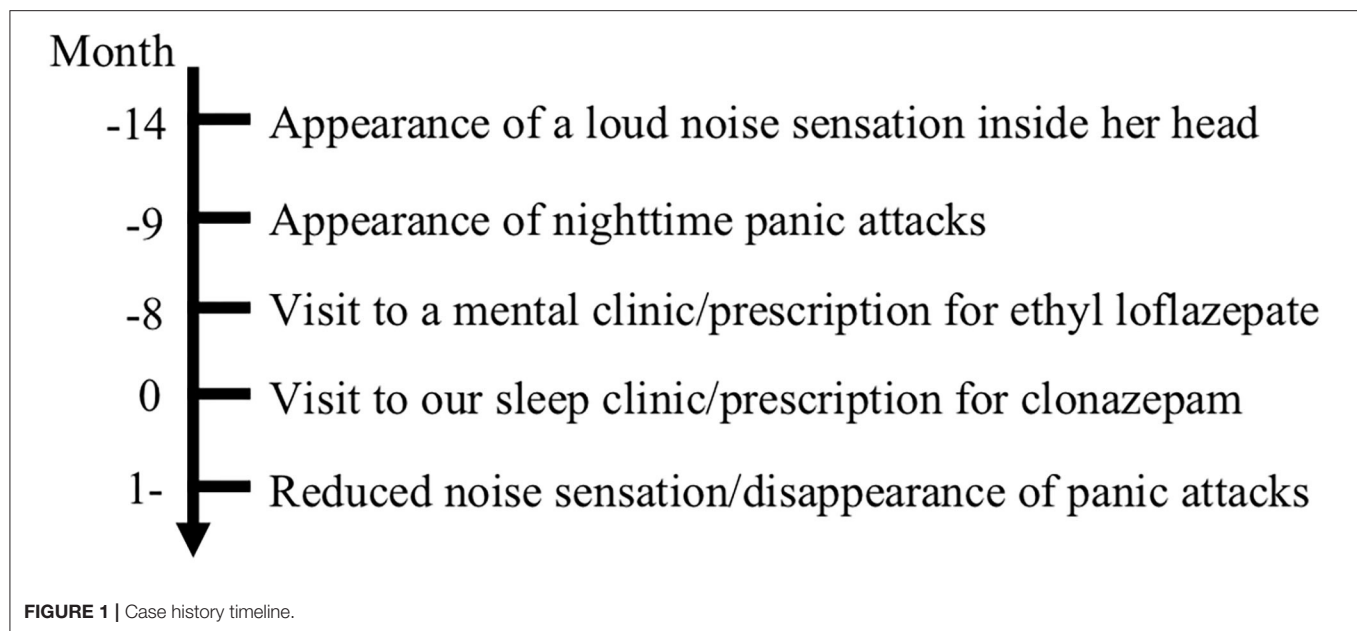 Month
-14 Appearance of a loud noise sensation inside her head
-9 Appearance of nighttime panic attacks
-8 Visit to a mental clinic/prescription for ethyl loflazepate
0 Visit to our sleep clinic/prescription for clonazepam
1- Reduced noise sensation/disappearance of panic attacks
FIGURE 1 | Case history timeline.